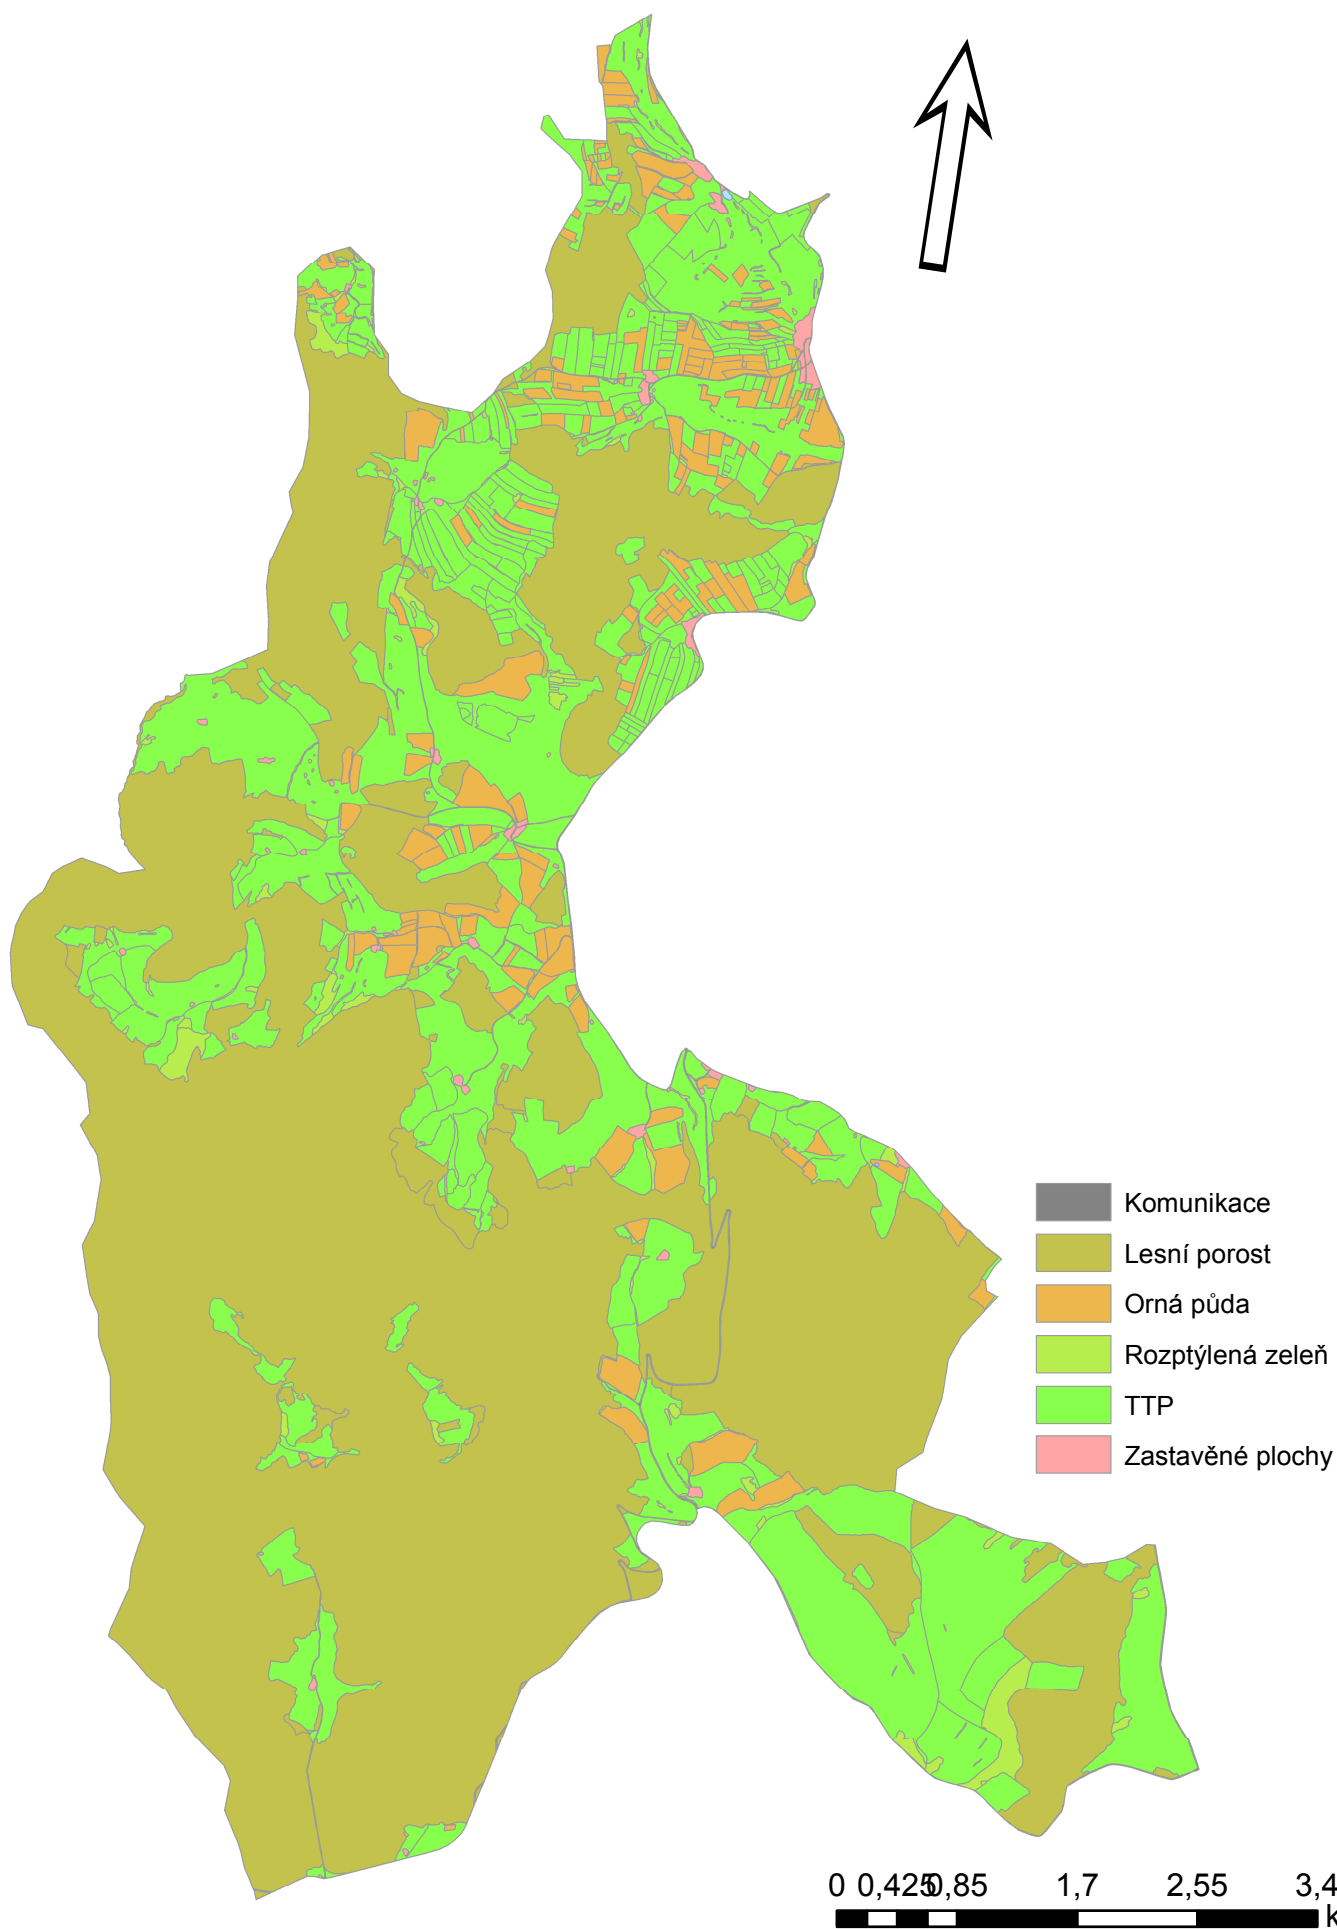 Komunikace
Lesní porost
Orná půda
Rozptýlená zeleň
TTP
Zastavěné plochy
0 0,425 0,85 1,7 2,55 3,4
k